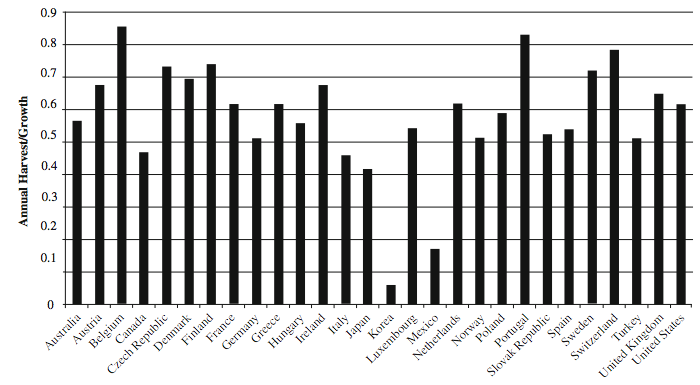 Annual Harvest/Growth
0.9
0.8
0.7
0.6
0.5
0.4
0.3
0.2
0.1
0
Australia
Austria
Belgium
Canada
Czech Republic
Denmark
Finland
France
Germany
Greece
Hungary
Ireland
Italy
Japan
Korea
Luxembourg
Mexico
Netherlands
Norway
Poland
Portugal
Slovak Republic
Spain
Sweden
Switzerland
Turkey
United Kingdom
United States